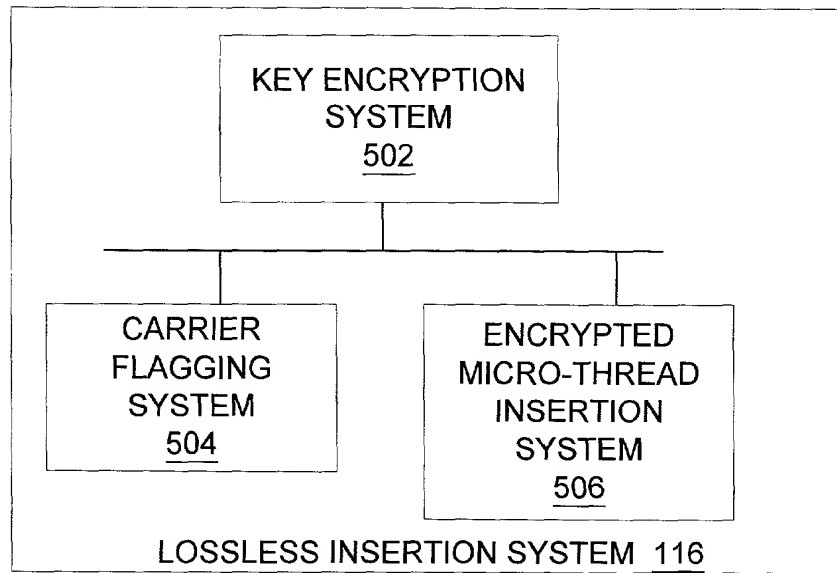 KEY ENCRYPTION
SYSTEM
502
CARRIER
FLAGGING
SYSTEM
504
ENCRYPTED
MICRO-THREAD
INSERTION
SYSTEM
506
LOSSLESS INSERTION SYSTEM 116